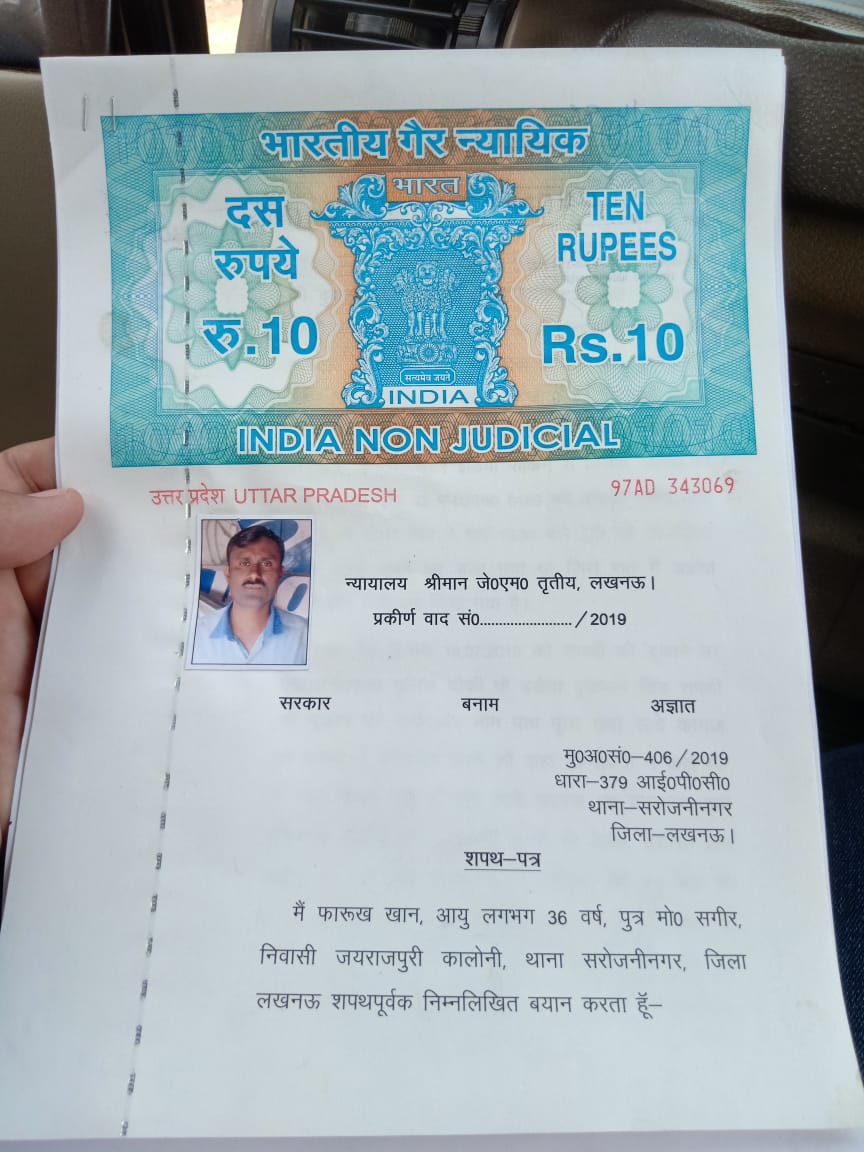 भारतीय गैर न्यायिक
भारत
दस
रुपये
रु.10
TEN
RUPEES
Rs.10
सत्यमेव जयते
INDIA
INDIA NON JUDICIAL
उत्तर प्रदेश UTTAR PRADESH
97AD 343069
न्यायालय श्रीमान जे0एम0 तृतीय, लखनऊ।
प्रकीर्ण वाद सं0......................../2019
सरकार बनाम अज्ञात
मु0अ0सं0–406/2019
धारा–379 आई0पी0सी0
थाना–सरोजनीनगर
जिला–लखनऊ।
शपथ–पत्र
मैं फारूख खान, आयु लगभग 36 वर्ष, पुत्र मो0 सगीर,
निवासी जयराजपुरी कालोनी, थाना सरोजनीनगर, जिला
लखनऊ शपथपूर्वक निम्नलिखित बयान करता हूॅं–